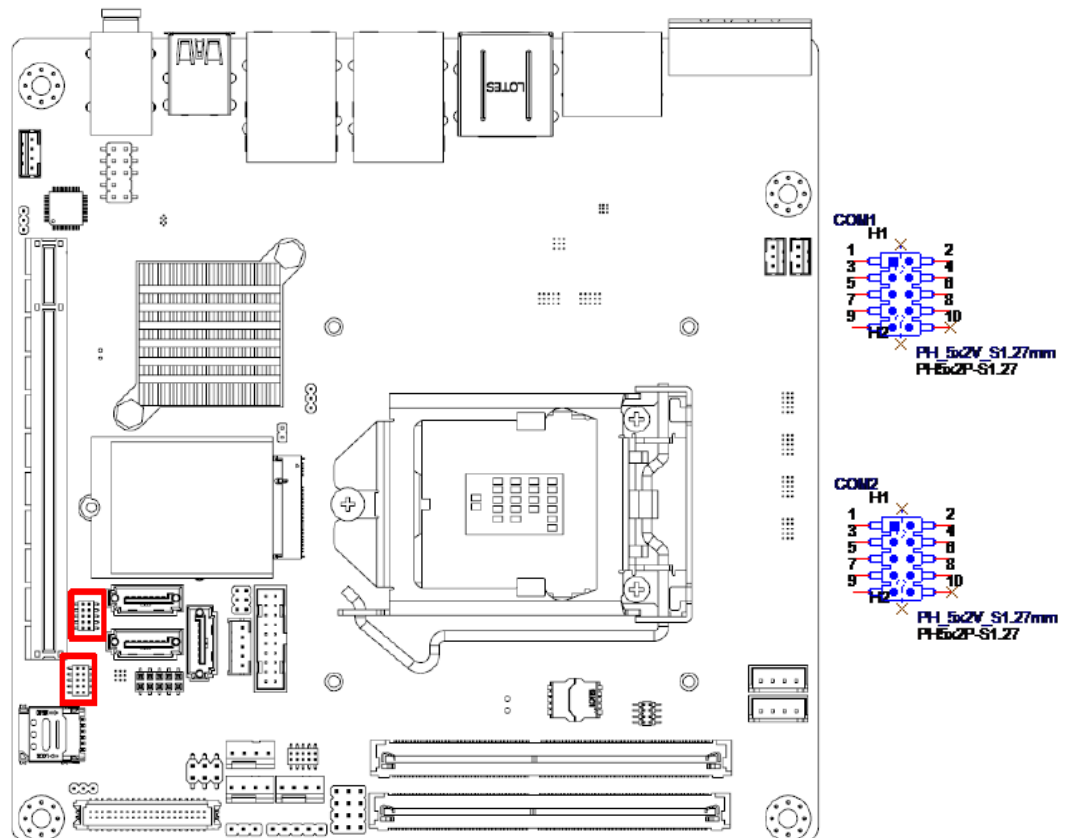 LOTES
COM1
H1
1 2
3 4
5 6
7 8
9 10
H2
PH_5x2V_S1.27mm
PH5x2P-S1.27
COM2
H1
1 2
3 4
5 6
7 8
9 10
H2
PH_5x2V_S1.27mm
PH5x2P-S1.27